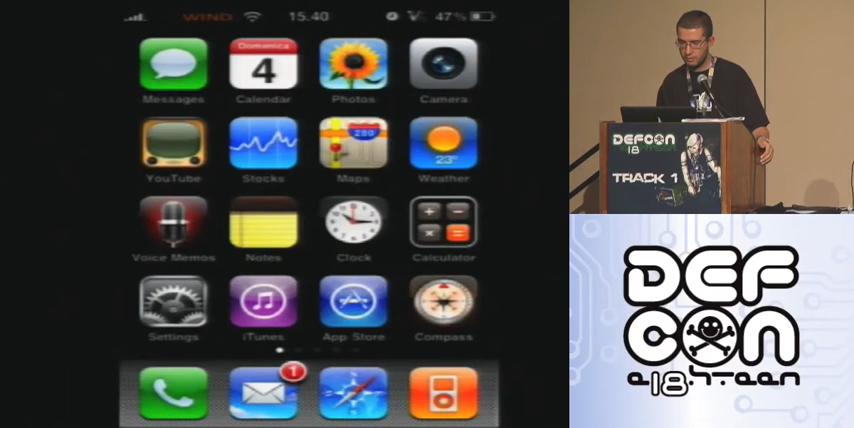 WIND 15.40 47%
Domenica
4
Messages Calendar Photos Camera
280
23°
YouTube Stocks Maps Weather
Voice Memos Notes Clock Calculator
Settings iTunes App Store Compass
1
DEFCON
18
TRACK 1
DEF
CON
e18hteen